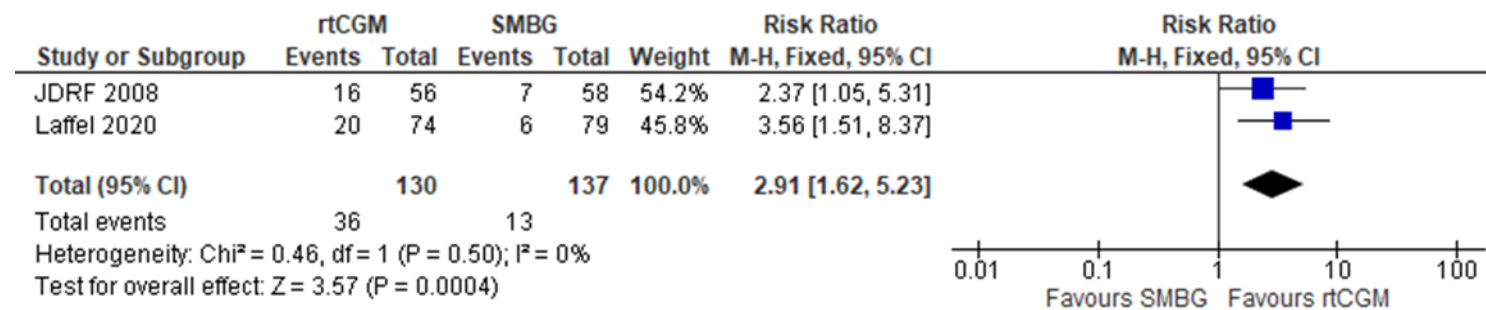 rtCGM SMBG Risk Ratio Risk Ratio
Study or Subgroup Events Total Events Total Weight M-H, Fixed, 95% CI M-H, Fixed, 95% CI
JDRF 2008 16 56 7 58 54.2% 2.37 [1.05, 5.31]
Laffel 2020 20 74 6 79 45.8% 3.56 [1.51, 8.37]
Total (95% CI) 130 137 100.0% 2.91 [1.62, 5.23]
Total events 36 13
Heterogeneity: Chi² = 0.46, df = 1 (P = 0.50); I² = 0%
Test for overall effect: Z = 3.57 (P = 0.0004)
0.01 0.1 1 10 100
Favours SMBG Favours rtCGM